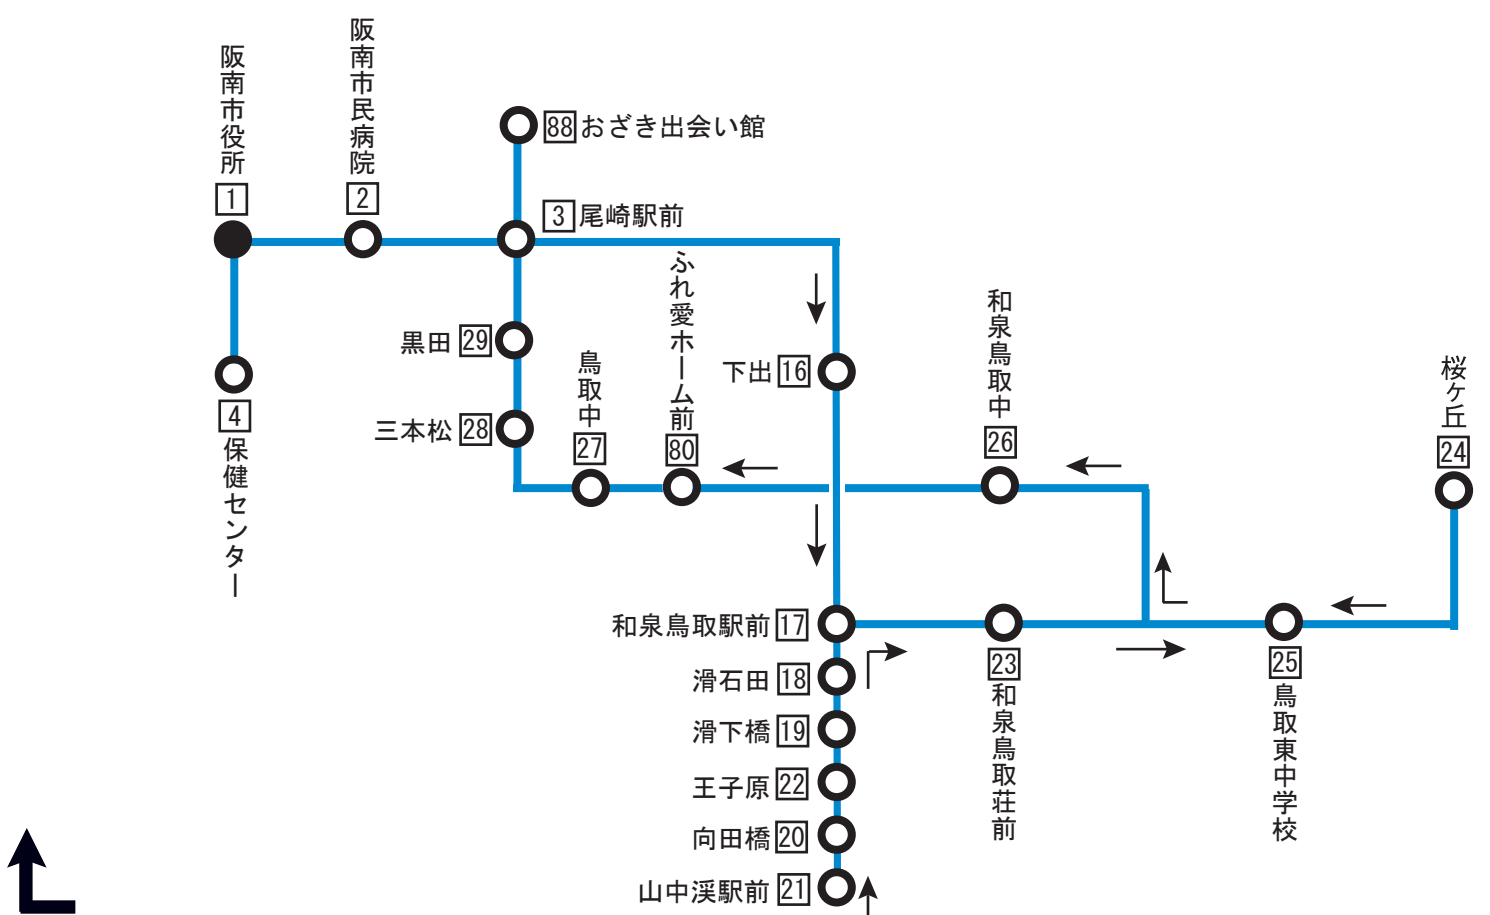 阪南市役所
1
阪南市民病院
2
88 おざき出会い館
3 尾崎駅前
4
保健センター
黒田 29
三本松 28
鳥取中
27
ふれ愛ホーム前
80
下出 16
和泉鳥取中
26
桜ケ丘
24
和泉鳥取駅前 17
滑石田 18
滑下橋 19
王子原 22
向田橋 20
山中渓駅前 21
23
和泉鳥取荘前
25
鳥取東中学校